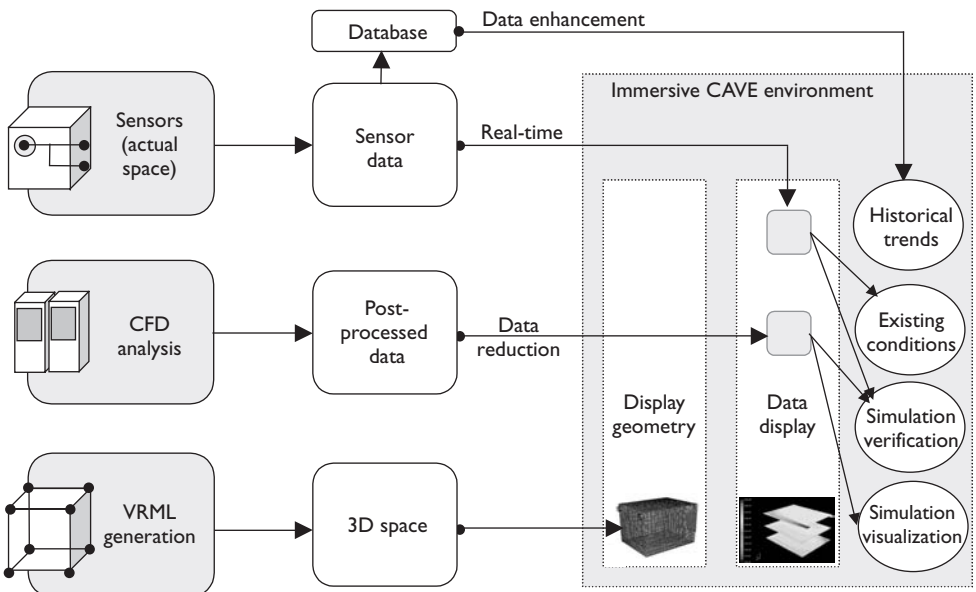 Database
Data enhancement
Immersive CAVE environment
Sensors
(actual
space)
Sensor
data
Real-time
Historical
trends
CFD
analysis
Post-
processed
data
Data
reduction
Existing
conditions
Display
geometry
Data
display
Simulation
verification
VRML
generation
3D space
Simulation
visualization